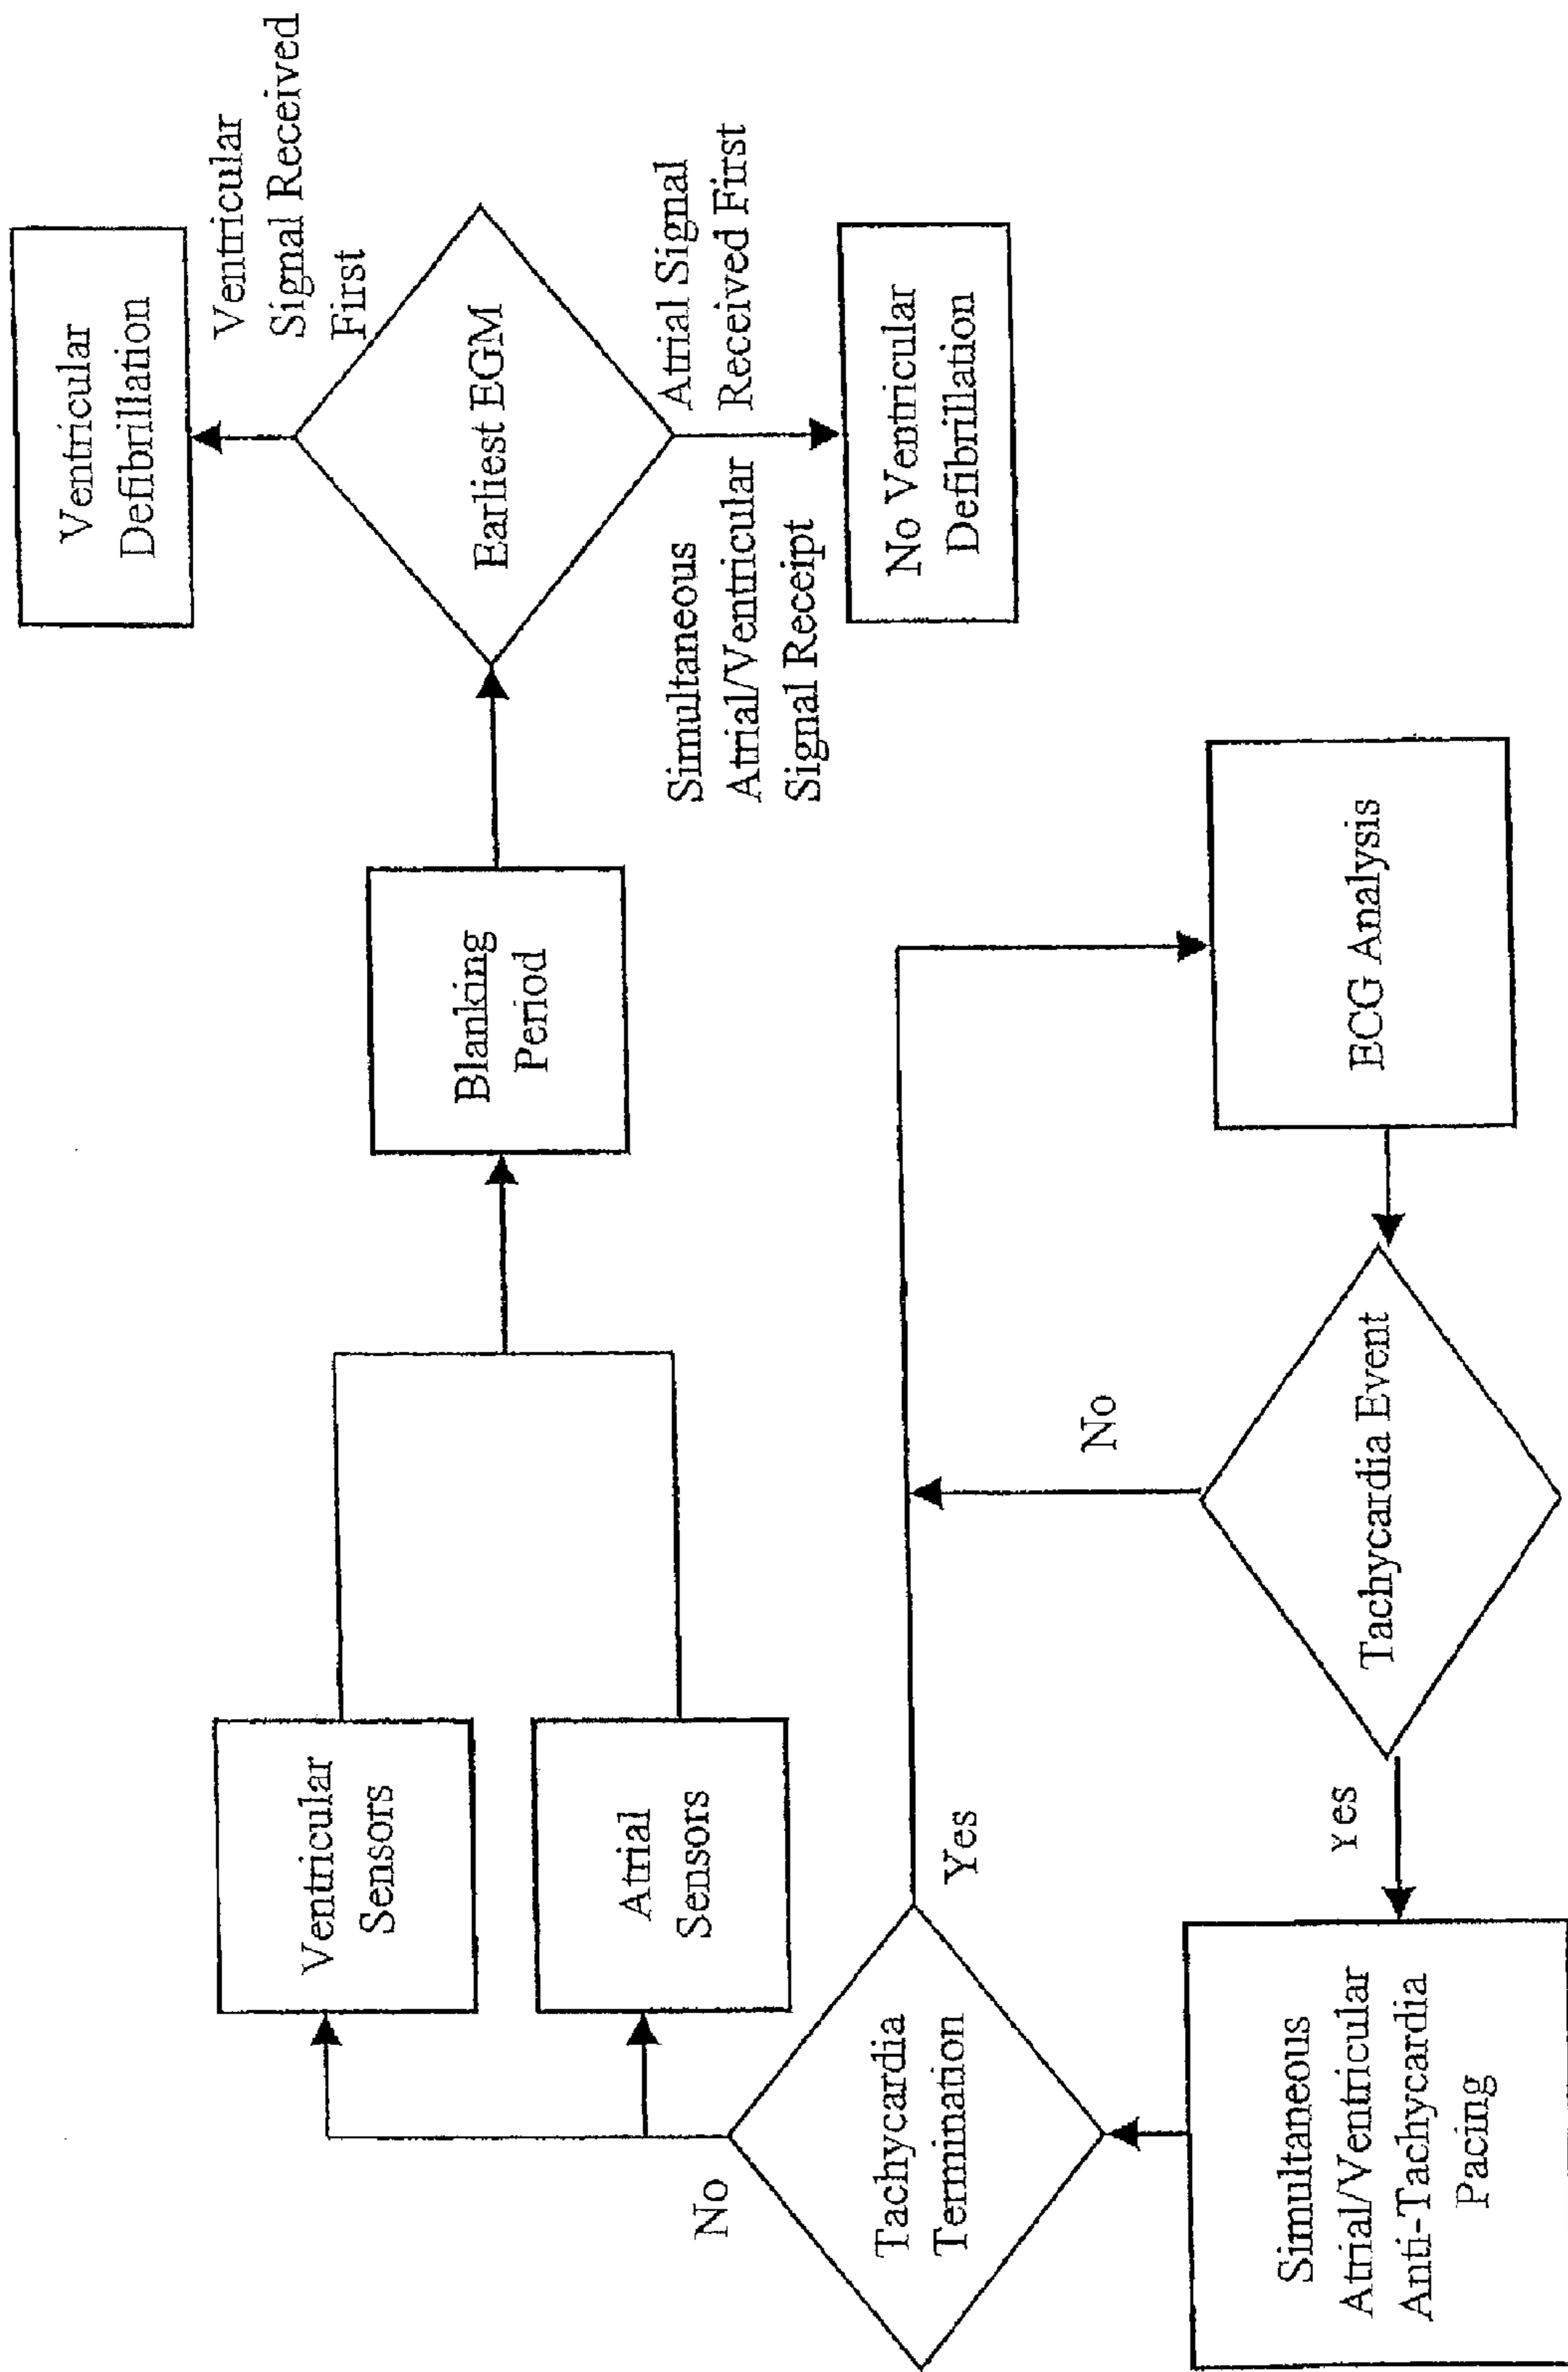 Ventricular
Defibrillation
Ventricular
Signal Received
First
Earliest EGM
Atrial Signal
Received First
Simultaneous
Atrial/Ventricular
Signal Receipt
No Ventricular
Defibrillation
Blanking
Period
Ventricular
Sensors
Atrial
Sensors
No
Tachycardia
Termination
Yes
Simultaneous
Atrial/Ventricular
Anti-Tachycardia
Pacing
Yes
Tachycardia Event
No
ECG Analysis